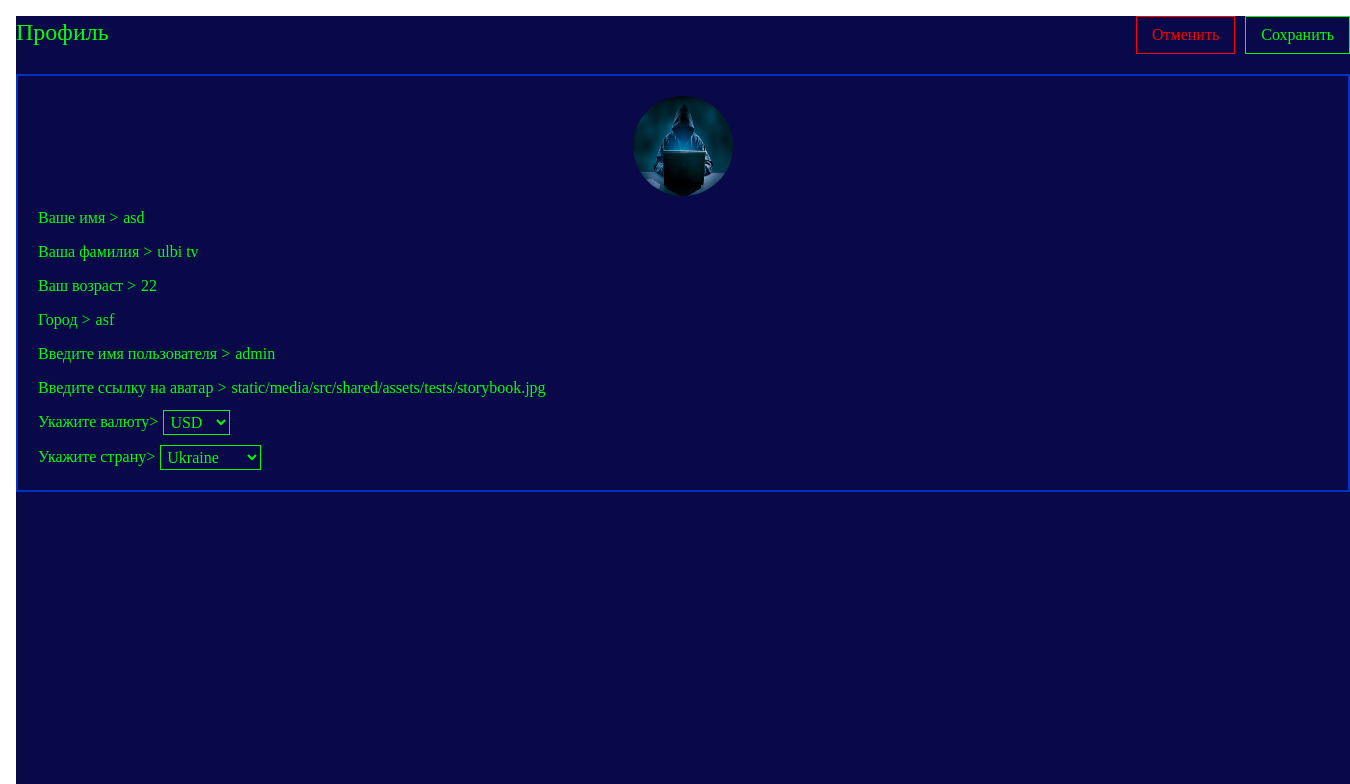 Профиль
Отменить
Сохранить
Ваше имя > asd
Ваша фамилия > ulbi tv
Ваш возраст > 22
Город > asf
Введите имя пользователя > admin
Введите ссылку на аватар > static/media/src/shared/assets/tests/storybook.jpg
Укажите валюту> USD
Укажите страну> Ukraine